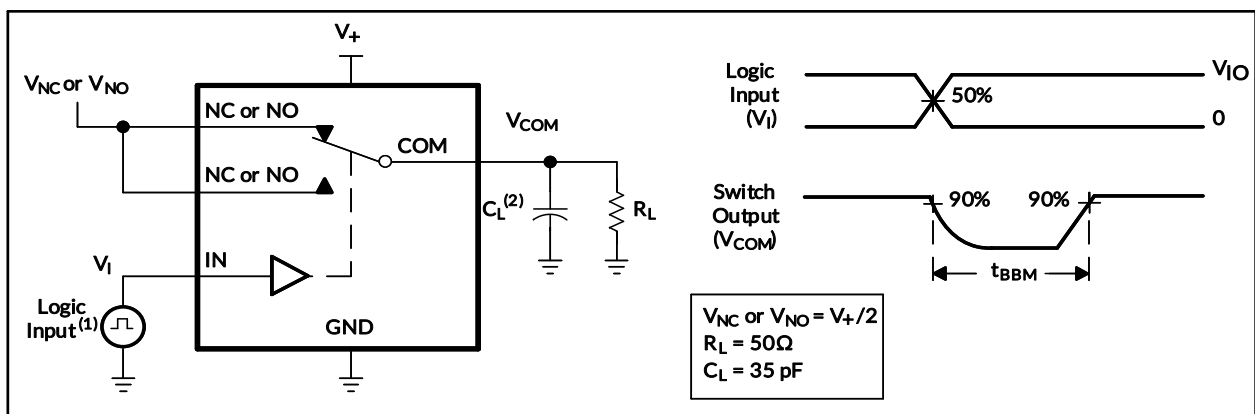 V+
VNC or VNO
NC or NO
VCOM
COM
NC or NO
CL(2)
RL
VI
IN
Logic
Input(1)
GND
Logic
Input
(VI)
50%
VIO
0
Switch
Output
(VCOM)
90%
90%
tBBM
VNC or VNO = V+/2
RL = 50Ω
CL = 35 pF